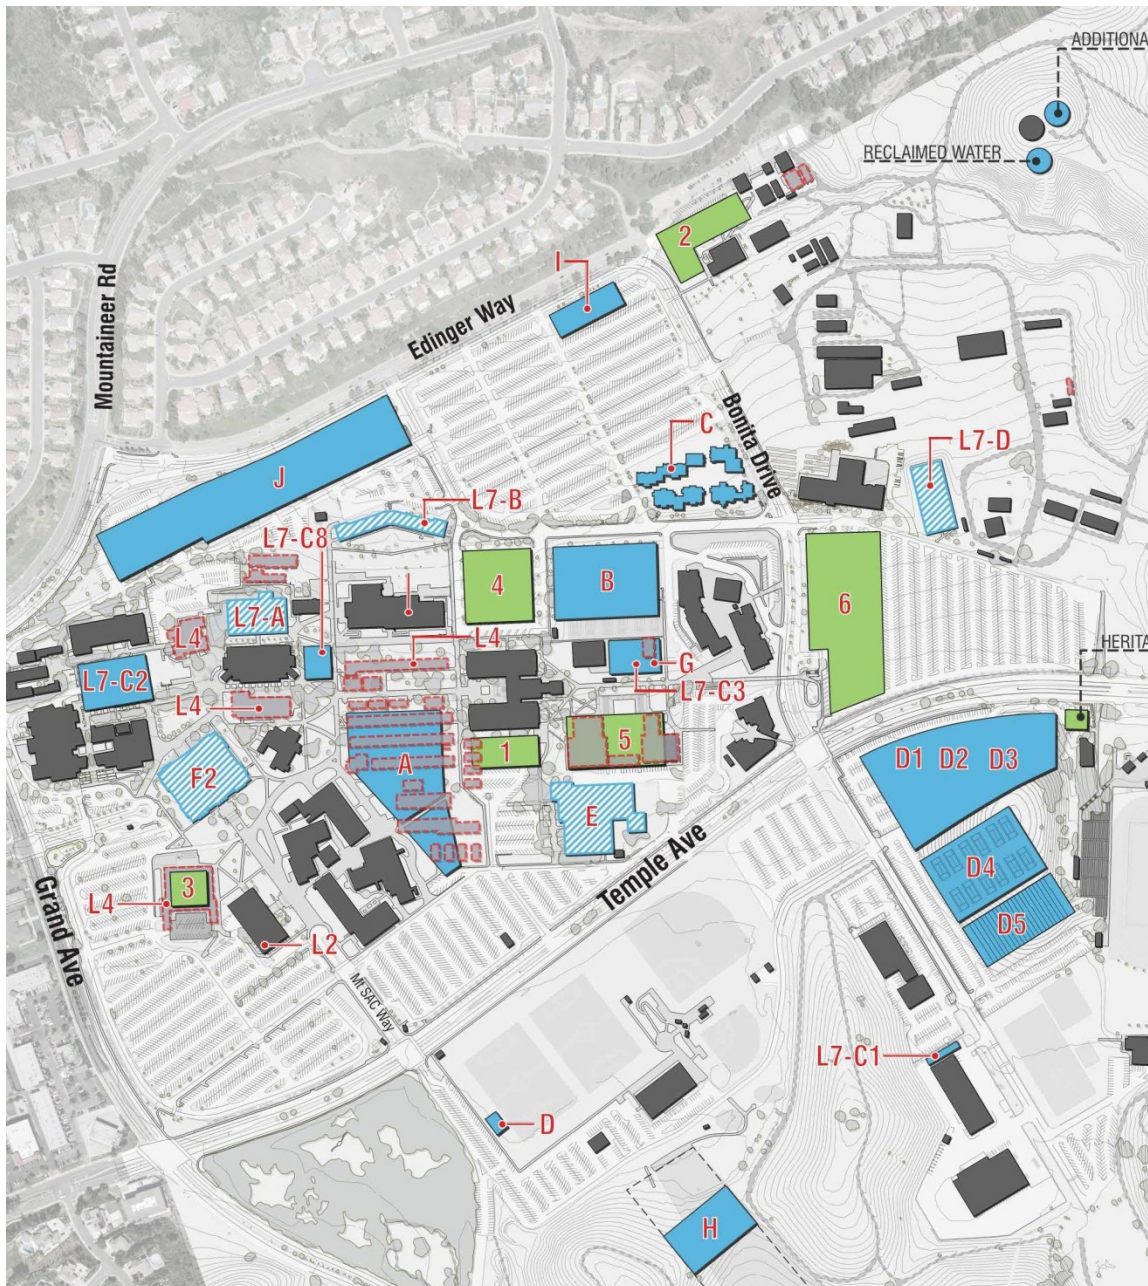 ADDITIONA
RECLAIMED WATER
2
I
Edinger Way
Mountaineer Rd
Bonita Drive
C
L7-D
J
L7-B
L7-C8
4
B
6
L7-A
L4
L4
G
L7-C2
L7-C3
HERITA
L4
1
5
D1
D2
D3
A
F2
E
D4
Temple Ave
L4
3
Grand Ave
D5
L2
Mt SAC Way
L7-C1
D
H